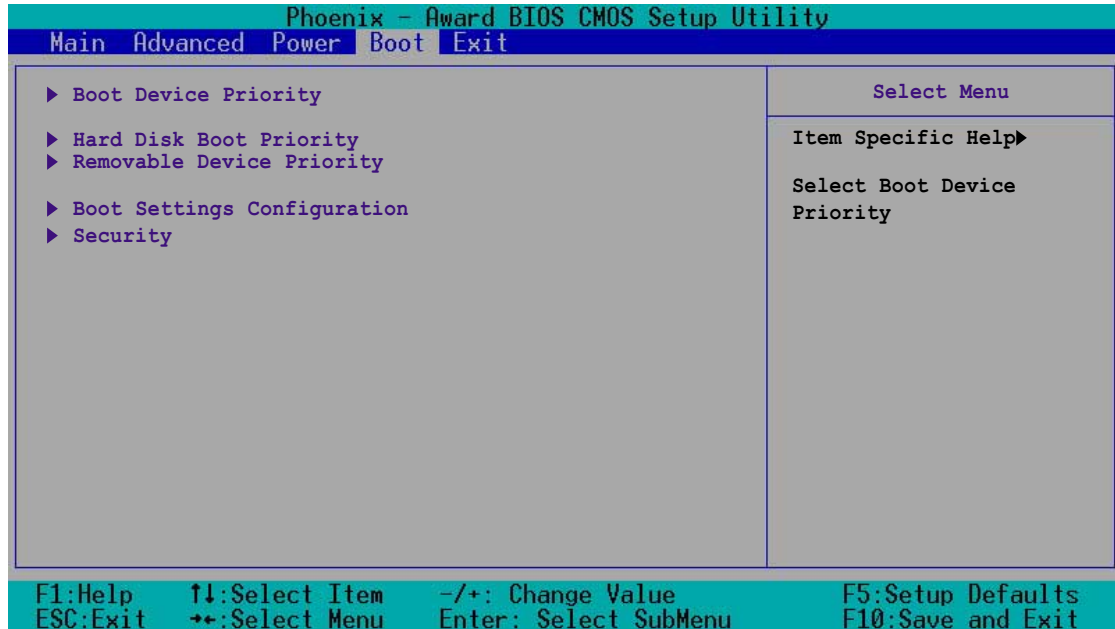 Phoenix - Award BIOS CMOS Setup Utility
Main Advanced Power Boot Exit
▶ Boot Device Priority
▶ Hard Disk Boot Priority
▶ Removable Device Priority
▶ Boot Settings Configuration
▶ Security
Select Menu
Item Specific Help▶
Select Boot Device
Priority
F1:Help ↑↓:Select Item -/+: Change Value F5:Setup Defaults
ESC:Exit →←:Select Menu Enter: Select SubMenu F10:Save and Exit